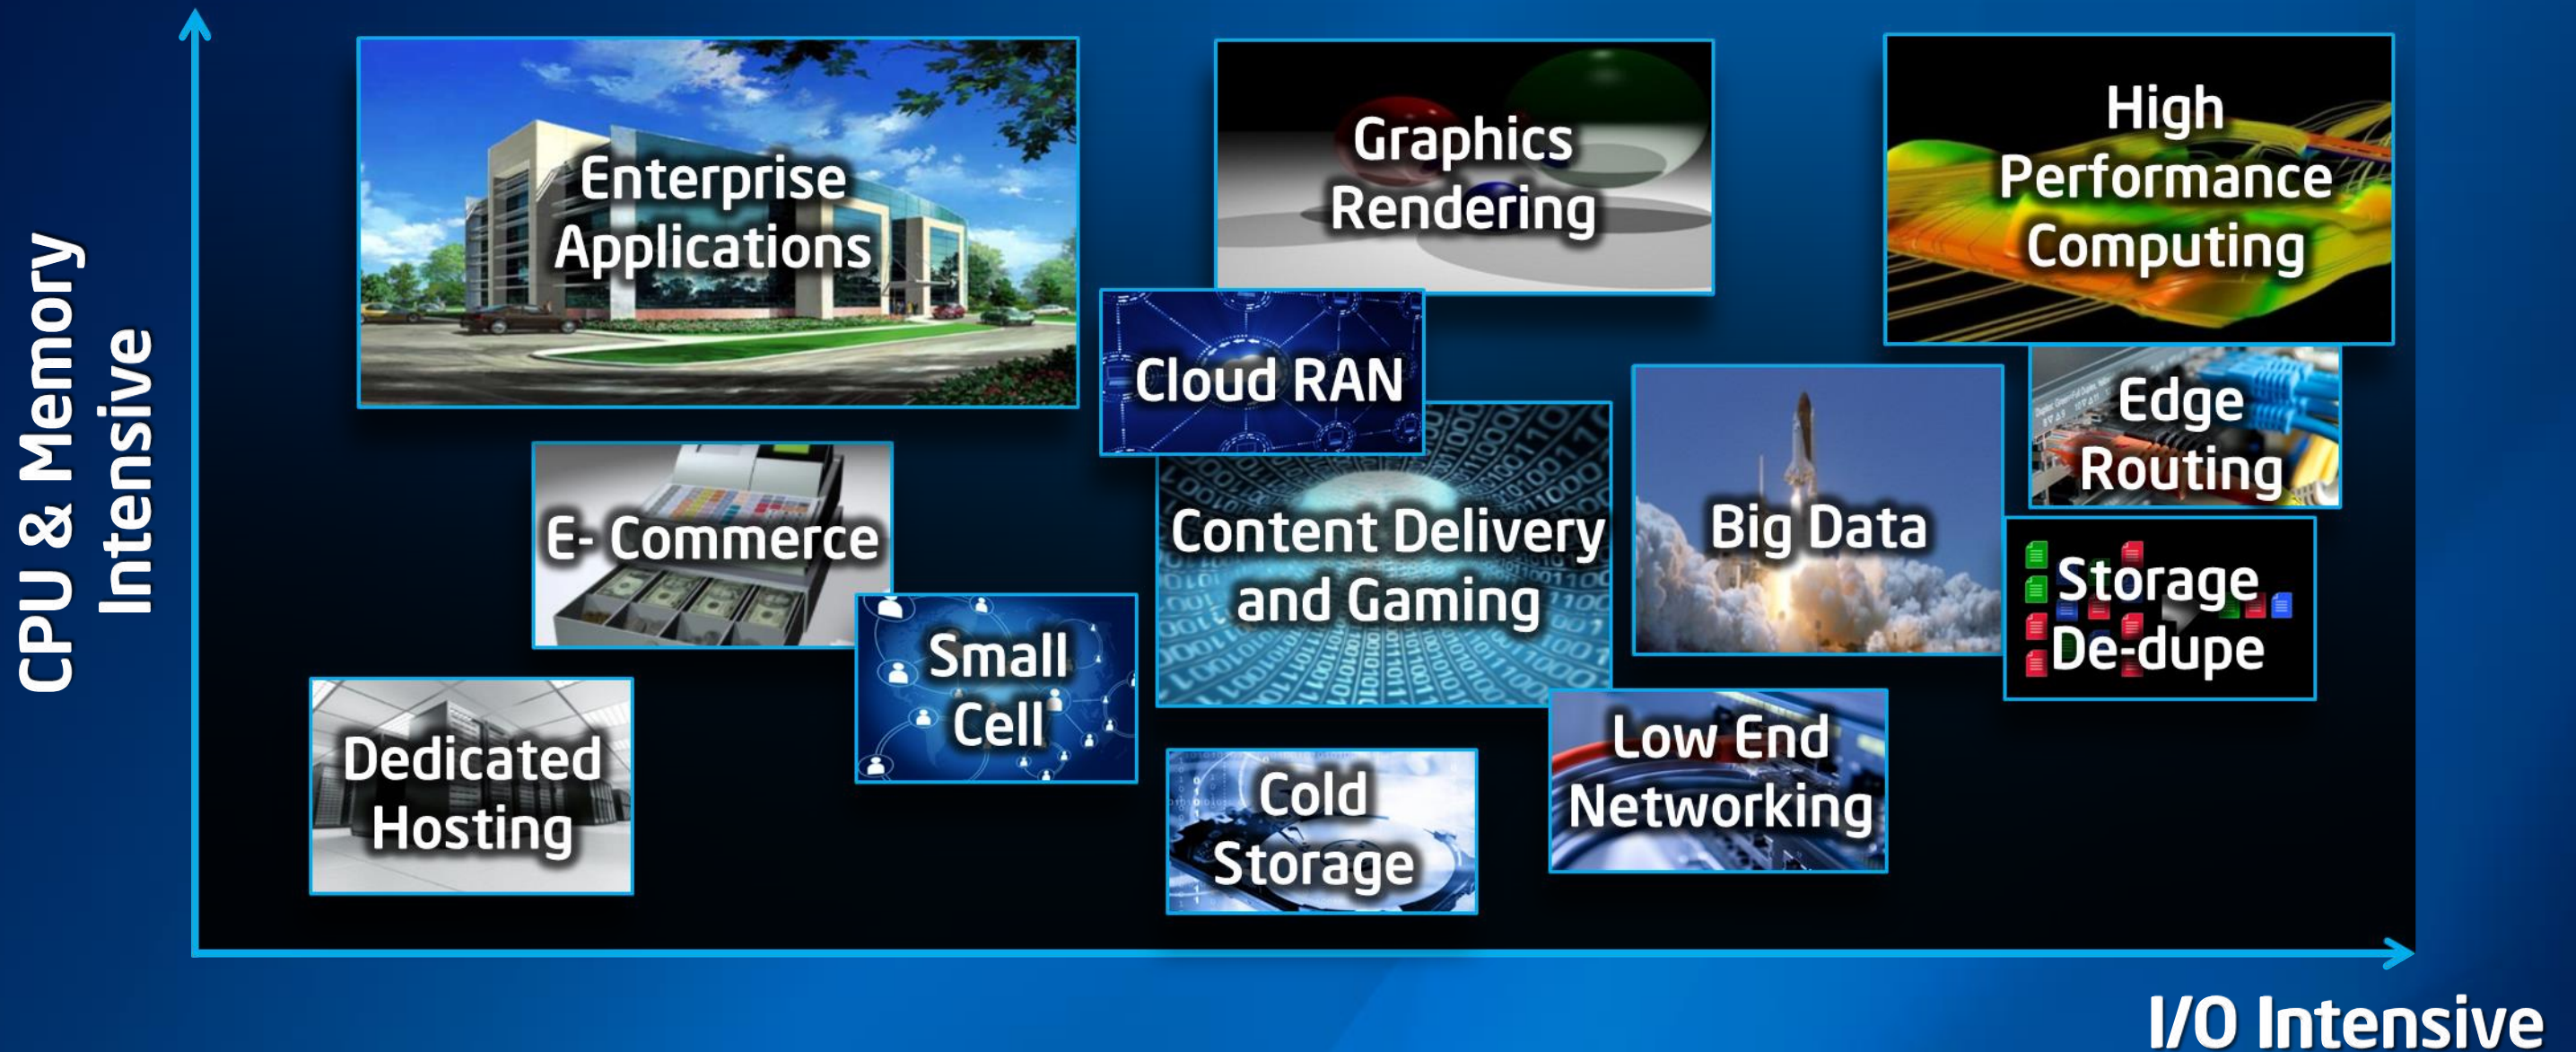 CPU & Memory
Intensive
Enterprise
Applications
Graphics
Rendering
High
Performance
Computing
Cloud RAN
Edge
Routing
E- Commerce
Content Delivery
and Gaming
Big Data
Storage
De-dupe
Small
Cell
Dedicated
Hosting
Cold
Storage
Low End
Networking
I/O Intensive